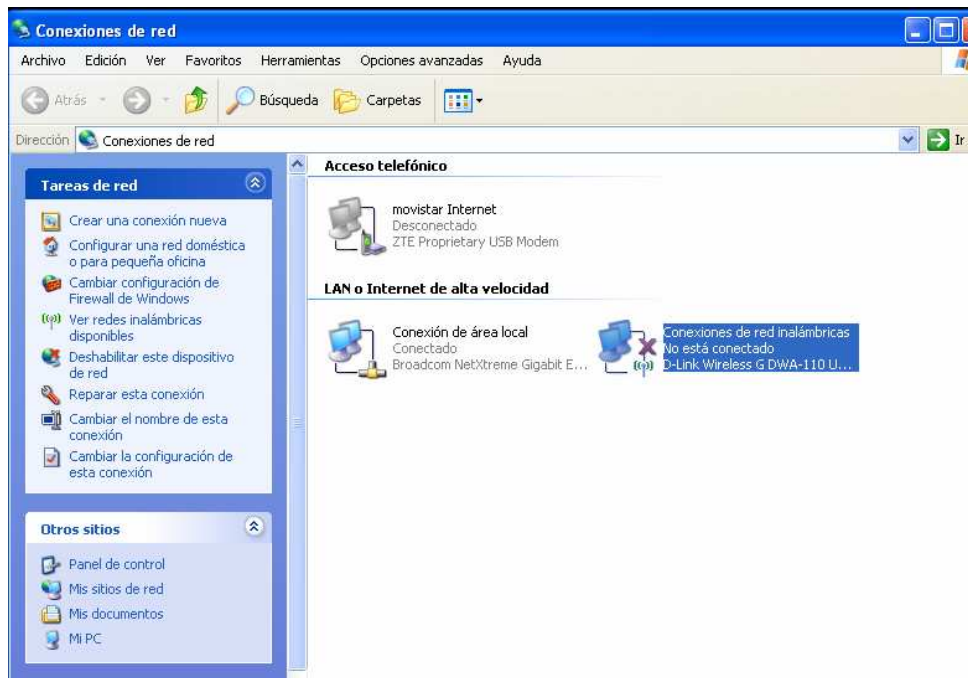 Conexiones de red
Archivo Edición Ver Favoritos Herramientas Opciones avanzadas Ayuda
Atrás Búsqueda Carpetas
Dirección Conexiones de red Ir
Tareas de red
Crear una conexión nueva
Configurar una red doméstica
o para pequeña oficina
Cambiar configuración de
Firewall de Windows
Ver redes inalámbricas
disponibles
Deshabilitar este dispositivo
de red
Reparar esta conexión
Cambiar el nombre de esta
conexión
Cambiar la configuración de
esta conexión
Otros sitios
Panel de control
Mis sitios de red
Mis documentos
Mi PC
Acceso telefónico
movistar Internet
Desconectado
ZTE Proprietary USB Modem
LAN o Internet de alta velocidad
Conexión de área local
Conectado
Broadcom NetXtreme Gigabit E...
Conexiones de red inalámbricas
No está conectado
D-Link Wireless G DWA-110 U...